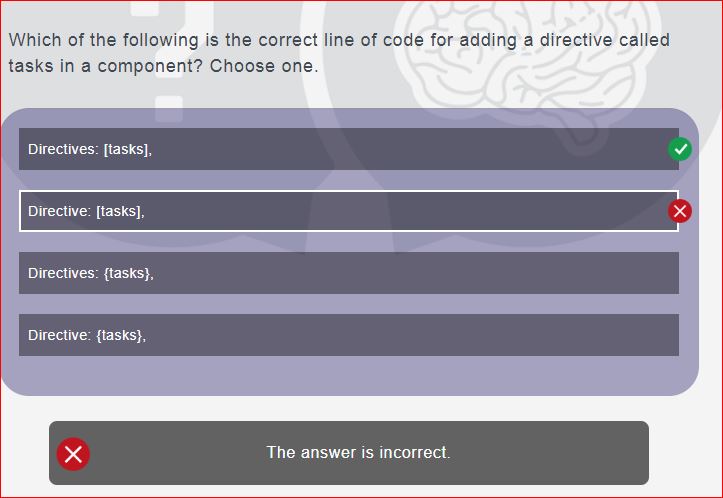 Which of the following is the correct line of code for adding a directive called
tasks in a component? Choose one.
Directives: [tasks],
Directive: [tasks],
Directives: {tasks},
Directive: {tasks},
The answer is incorrect.